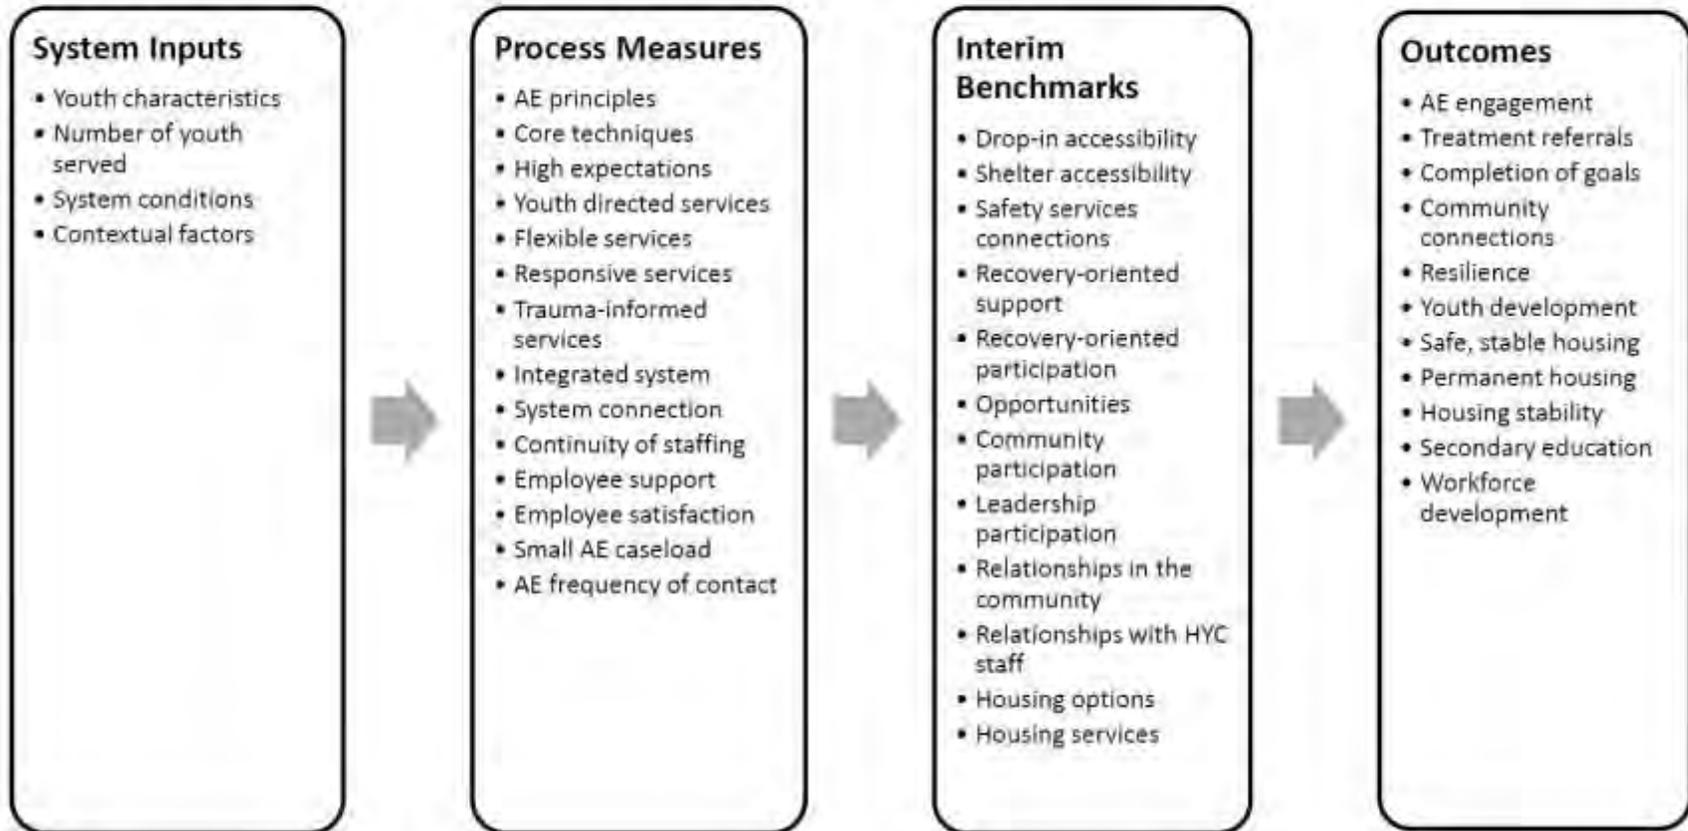 System Inputs
• Youth characteristics
• Number of youth
served
• System conditions
• Contextual factors
Process Measures
• AE principles
• Core techniques
• High expectations
• Youth directed services
• Flexible services
• Responsive services
• Trauma-informed
services
• Integrated system
• System connection
• Continuity of staffing
• Employee support
• Employee satisfaction
• Small AE caseload
• AE frequency of contact
Interim
Benchmarks
• Drop-in accessibility
• Shelter accessibility
• Safety services
connections
• Recovery-oriented
support
• Recovery-oriented
participation
• Opportunities
• Community
participation
• Leadership
participation
• Relationships in the
community
• Relationships with HYC
staff
• Housing options
• Housing services
Outcomes
• AE engagement
• Treatment referrals
• Completion of goals
• Community
connections
• Resilience
• Youth development
• Safe, stable housing
• Permanent housing
• Housing stability
• Secondary education
• Workforce
development